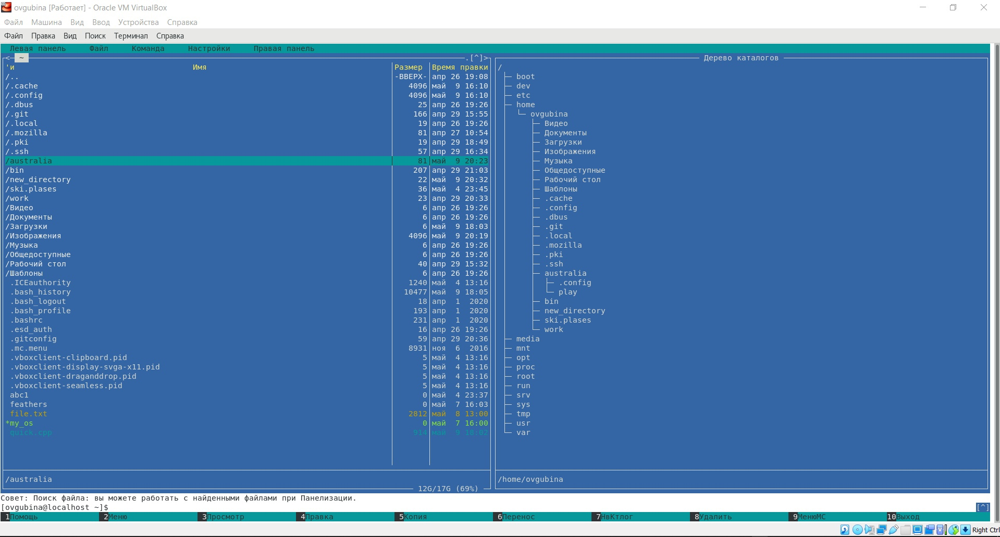 ovgubina [Работает] - Oracle VM VirtualBox
Файл Машина Вид Ввод Устройства Справка
Файл Правка Вид Поиск Терминал Справка
Левая панель Файл Команда Настройки Правая панель
<─ ~ .[^]>
'и Имя Размер Время правки
/.. -ВВЕРХ- апр 26 19:08
/.cache 4096 май 9 16:10
/.config 4096 май 9 16:10
/.dbus 25 апр 26 19:26
/.git 166 апр 29 15:55
/.local 19 апр 26 19:26
/.mozilla 81 апр 27 10:54
/.pki 19 апр 29 18:49
/.ssh 57 апр 29 16:34
/australia 81 май 9 20:23
/bin 207 апр 29 21:03
/new_directory 22 май 9 20:32
/ski.plases 36 май 4 23:45
/work 23 апр 29 20:33
/Видео 6 апр 26 19:26
/Документы 6 апр 26 19:26
/Загрузки 6 май 9 18:03
/Изображения 4096 май 9 20:19
/Музыка 6 апр 26 19:26
/Общедоступные 6 апр 26 19:26
/Рабочий стол 40 апр 29 15:32
/Шаблоны 6 апр 26 19:26
.ICEauthority 1240 май 4 13:16
.bash_history 10477 май 9 18:05
.bash_logout 18 апр 1 2020
.bash_profile 193 апр 1 2020
.bashrc 231 апр 1 2020
.esd_auth 16 апр 26 19:26
.gitconfig 59 апр 29 20:36
.mc.menu 8931 ноя 6 2016
.vboxclient-clipboard.pid 5 май 4 13:16
.vboxclient-display-svga-x11.pid 5 май 4 13:16
.vboxclient-draganddrop.pid 5 май 4 13:16
.vboxclient-seamless.pid 5 май 4 13:16
abc1 0 май 4 23:37
feathers 0 май 7 16:03
file.txt 2812 май 8 13:00
*my_os 0 май 7 16:00
quick.cpp 914 май 9 18:02
/australia
12G/17G (69%)
Дерево каталогов
/
boot
dev
etc
home
ovgubina
Видео
Документы
Загрузки
Изображения
Музыка
Общедоступные
Рабочий стол
Шаблоны
.cache
.config
.dbus
.git
.local
.mozilla
.pki
.ssh
australia
.config
play
bin
new_directory
ski.plases
work
media
mnt
opt
proc
root
run
srv
sys
tmp
usr
var
/home/ovgubina
Совет: Поиск файла: вы можете работать с найденными файлами при Панелизации.
[ovgubina@localhost ~]$ [^]
1Помощь 2Меню 3Просмотр 4Правка 5Копия 6Перенос 7НвКтлог 8Удалить 9МенюМС 10Выход
Right Ctrl